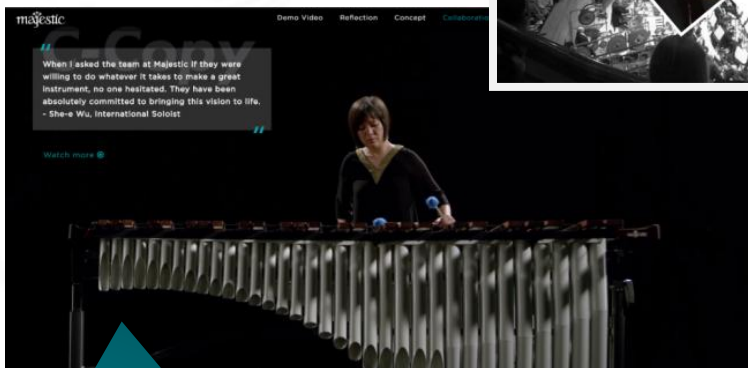 majestic
Demo Video Reflection Concept
C-Copy
"
When I asked the team at Majestic if they were
willing to do whatever it takes to make a great
instrument, no one hesitated. They have been
absolutely committed to bringing this vision to life.
- She-e Wu, International Soloist
"
Watch more